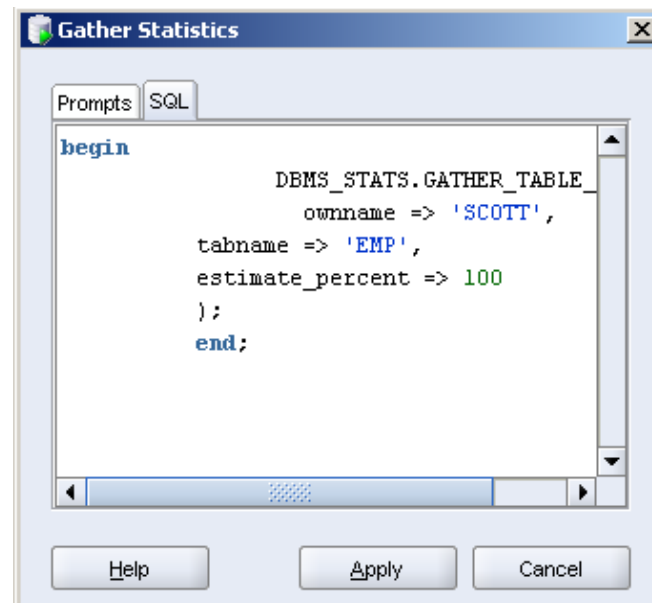 Gather Statistics
Prompts SQL
begin
DBMS_STATS.GATHER_TABLE_
ownname => 'SCOTT',
tabname => 'EMP',
estimate_percent => 100
);
end;
Help Apply Cancel